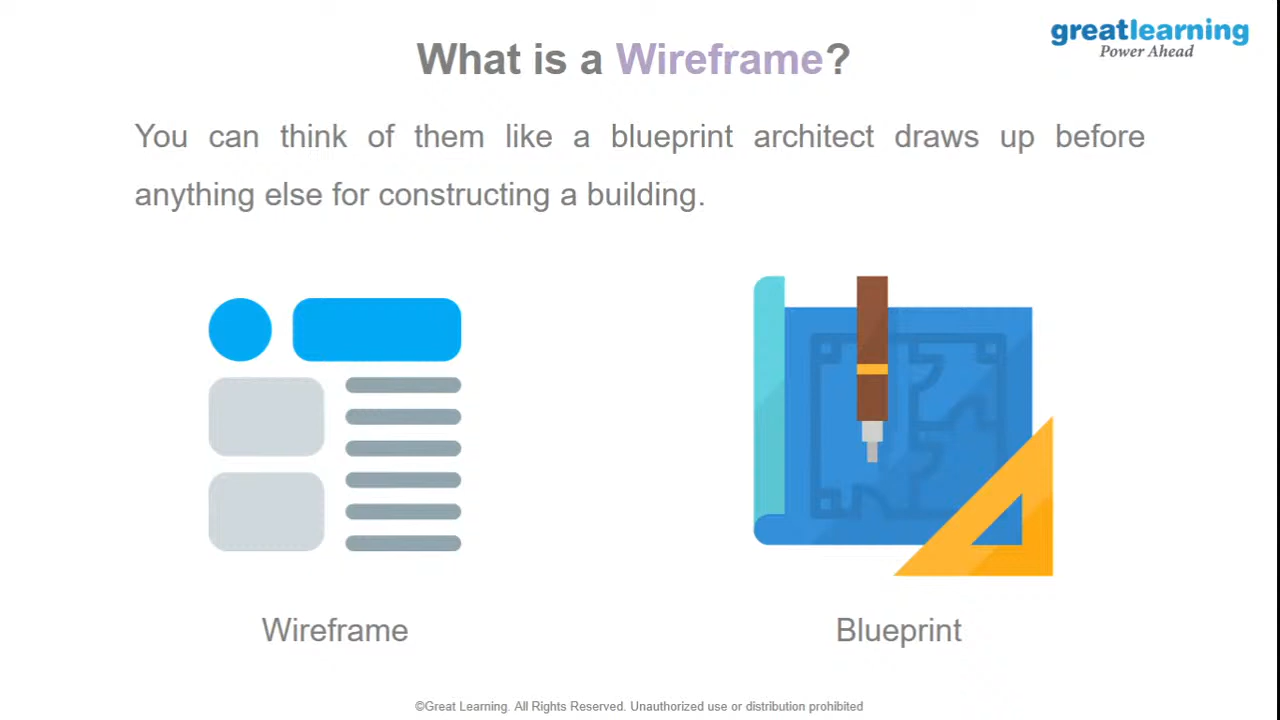 greatlearning
Power Ahead
What is a Wireframe?
You can think of them like a blueprint architect draws up before
anything else for constructing a building.
Wireframe
Blueprint
©Great Learning. All Rights Reserved. Unauthorized use or distribution prohibited